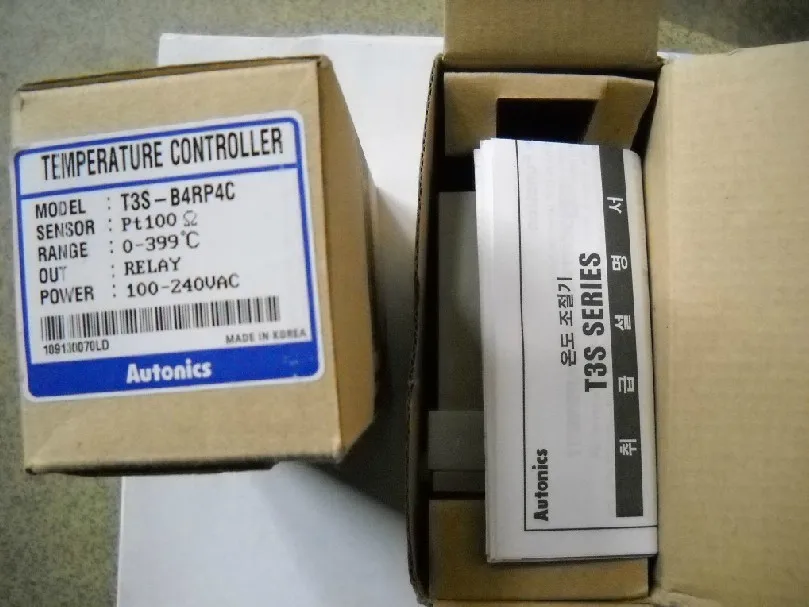 TEMPERATURE CONTROLLER
MODEL : T3S-B4RP4C
SENSOR : Pt100 Ω
RANGE : 0-399℃
OUT : RELAY
POWER : 100-240VAC
109130070LD
MADE IN KOREA
Autonics
온도 조절기
T3S SERIES
취급설명서
Autonics